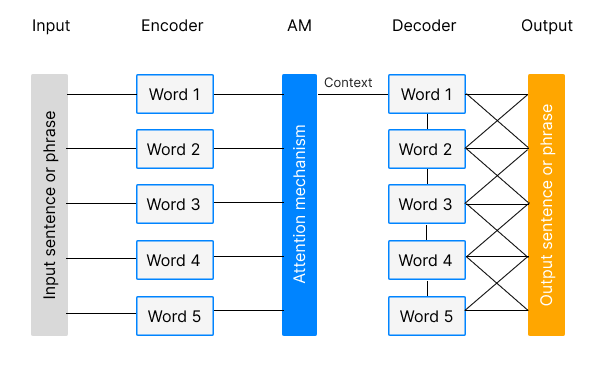 Input Encoder AM Decoder Output
Input sentence or phrase
Word 1
Word 2
Word 3
Word 4
Word 5
Attention mechanism
Context
Word 1
Word 2
Word 3
Word 4
Word 5
Output sentence or phrase